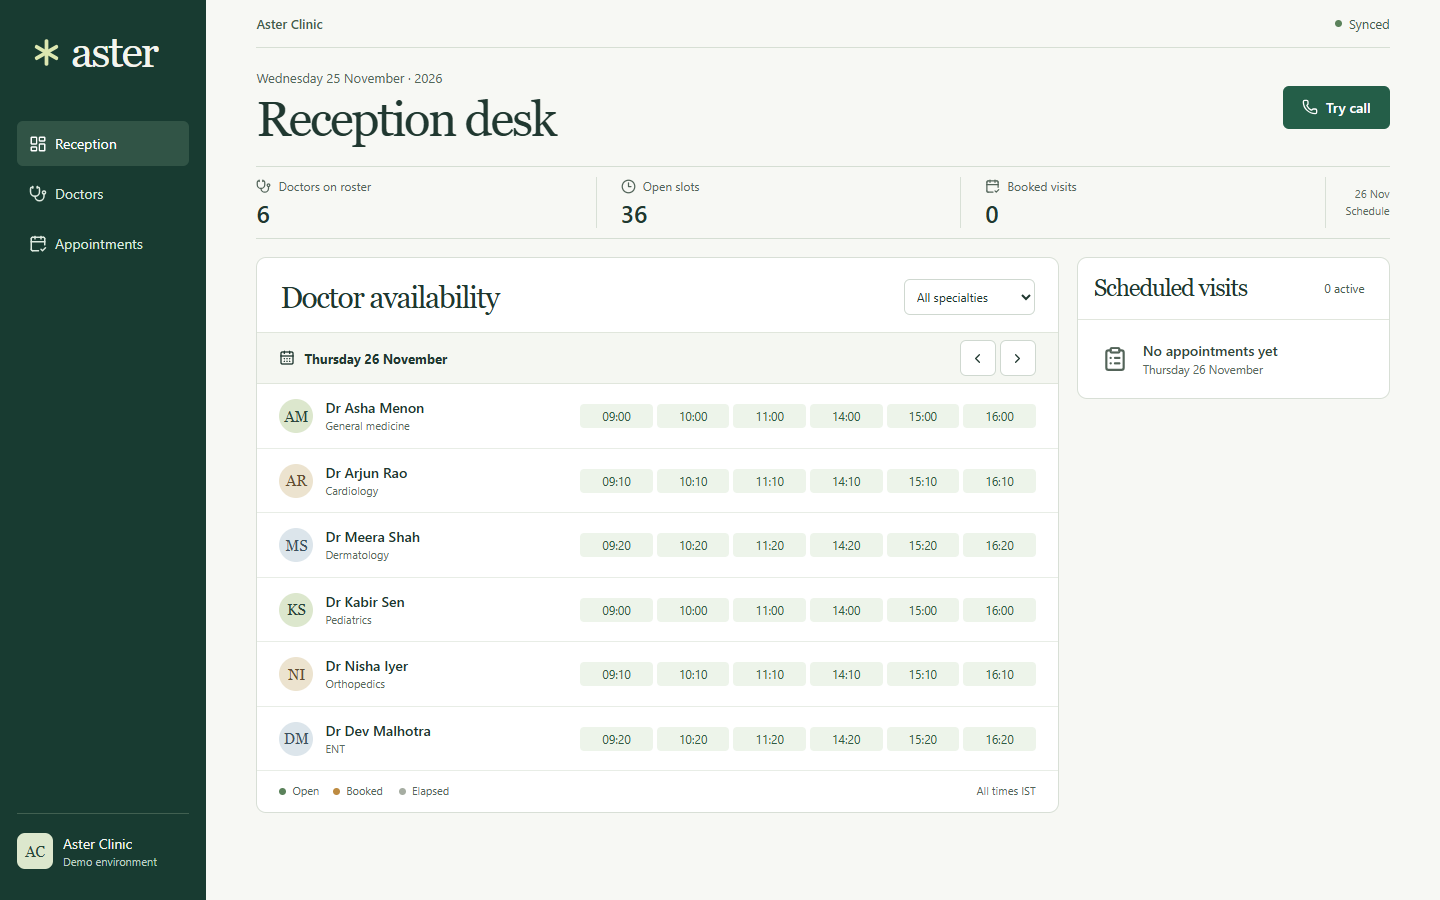 aster
Reception
Doctors
Appointments
AC
Aster Clinic
Demo environment
Aster Clinic
Synced
Wednesday 25 November · 2026
Reception desk
Try call
Doctors on roster
6
Open slots
36
Booked visits
0
26 Nov
Schedule
Doctor availability
All specialties
Thursday 26 November
AM
Dr Asha Menon
General medicine
09:00 10:00 11:00 14:00 15:00 16:00
AR
Dr Arjun Rao
Cardiology
09:10 10:10 11:10 14:10 15:10 16:10
MS
Dr Meera Shah
Dermatology
09:20 10:20 11:20 14:20 15:20 16:20
KS
Dr Kabir Sen
Pediatrics
09:00 10:00 11:00 14:00 15:00 16:00
NI
Dr Nisha Iyer
Orthopedics
09:10 10:10 11:10 14:10 15:10 16:10
DM
Dr Dev Malhotra
ENT
09:20 10:20 11:20 14:20 15:20 16:20
Open Booked Elapsed
All times IST
Scheduled visits
0 active
No appointments yet
Thursday 26 November